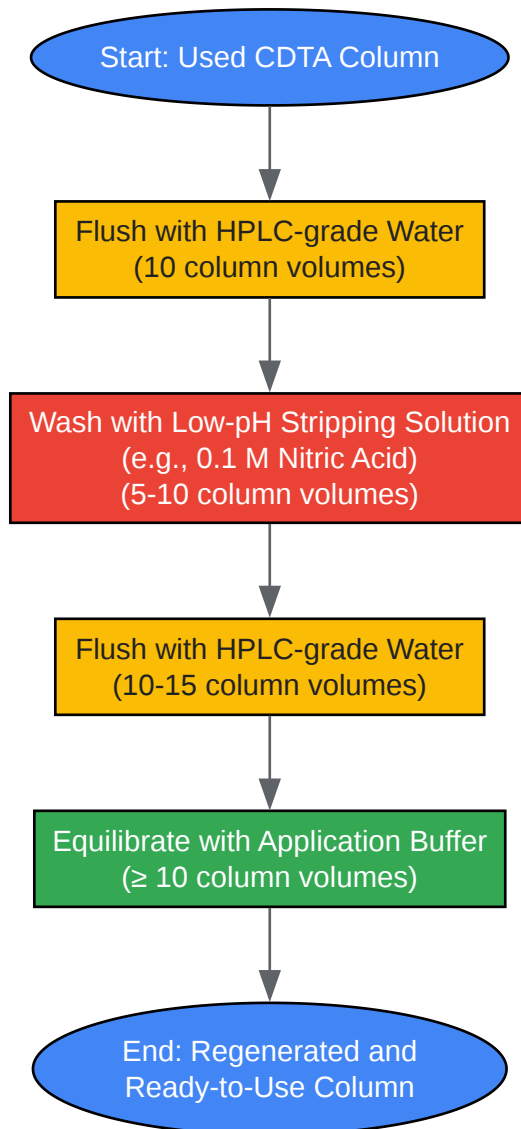 Start: Used CDTA Column
Flush with HPLC-grade Water
(10 column volumes)
Wash with Low-pH Stripping Solution
(e.g., 0.1 M Nitric Acid)
(5-10 column volumes)
Flush with HPLC-grade Water
(10-15 column volumes)
Equilibrate with Application Buffer
(≥ 10 column volumes)
End: Regenerated and
Ready-to-Use Column